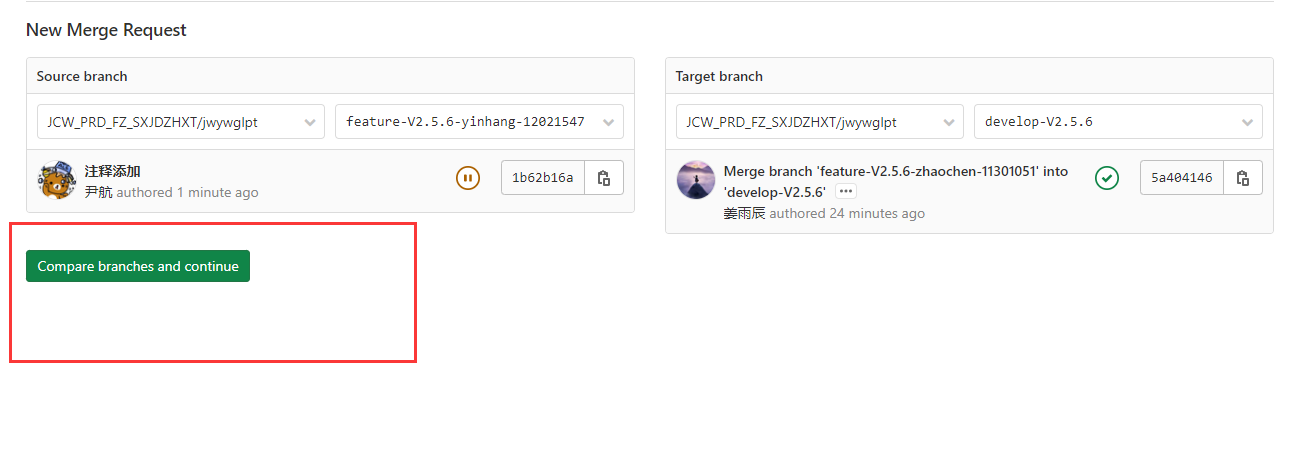 New Merge Request
Source branch
JCW_PRD_FZ_SXJDZHXT/jwywglpt
feature-V2.5.6-yinhang-12021547
注释添加
尹航 authored 1 minute ago
1b62b16a
Target branch
JCW_PRD_FZ_SXJDZHXT/jwywglpt
develop-V2.5.6
Merge branch 'feature-V2.5.6-zhaochen-11301051' into
'develop-V2.5.6' ...
姜雨辰 authored 24 minutes ago
5a404146
Compare branches and continue